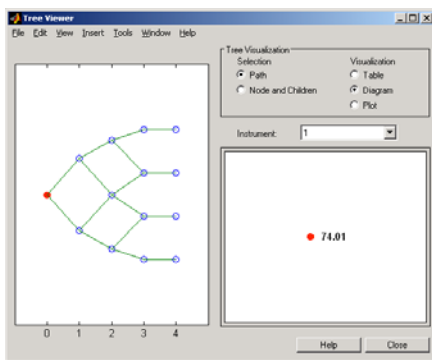 Tree Viewer
File Edit View Insert Tools Window Help
Tree Visualization
Selection
Visualization
Path
Table
Node and Children
Diagram
Plot
Instrument:
1
74.01
0 1 2 3 4
Help
Close